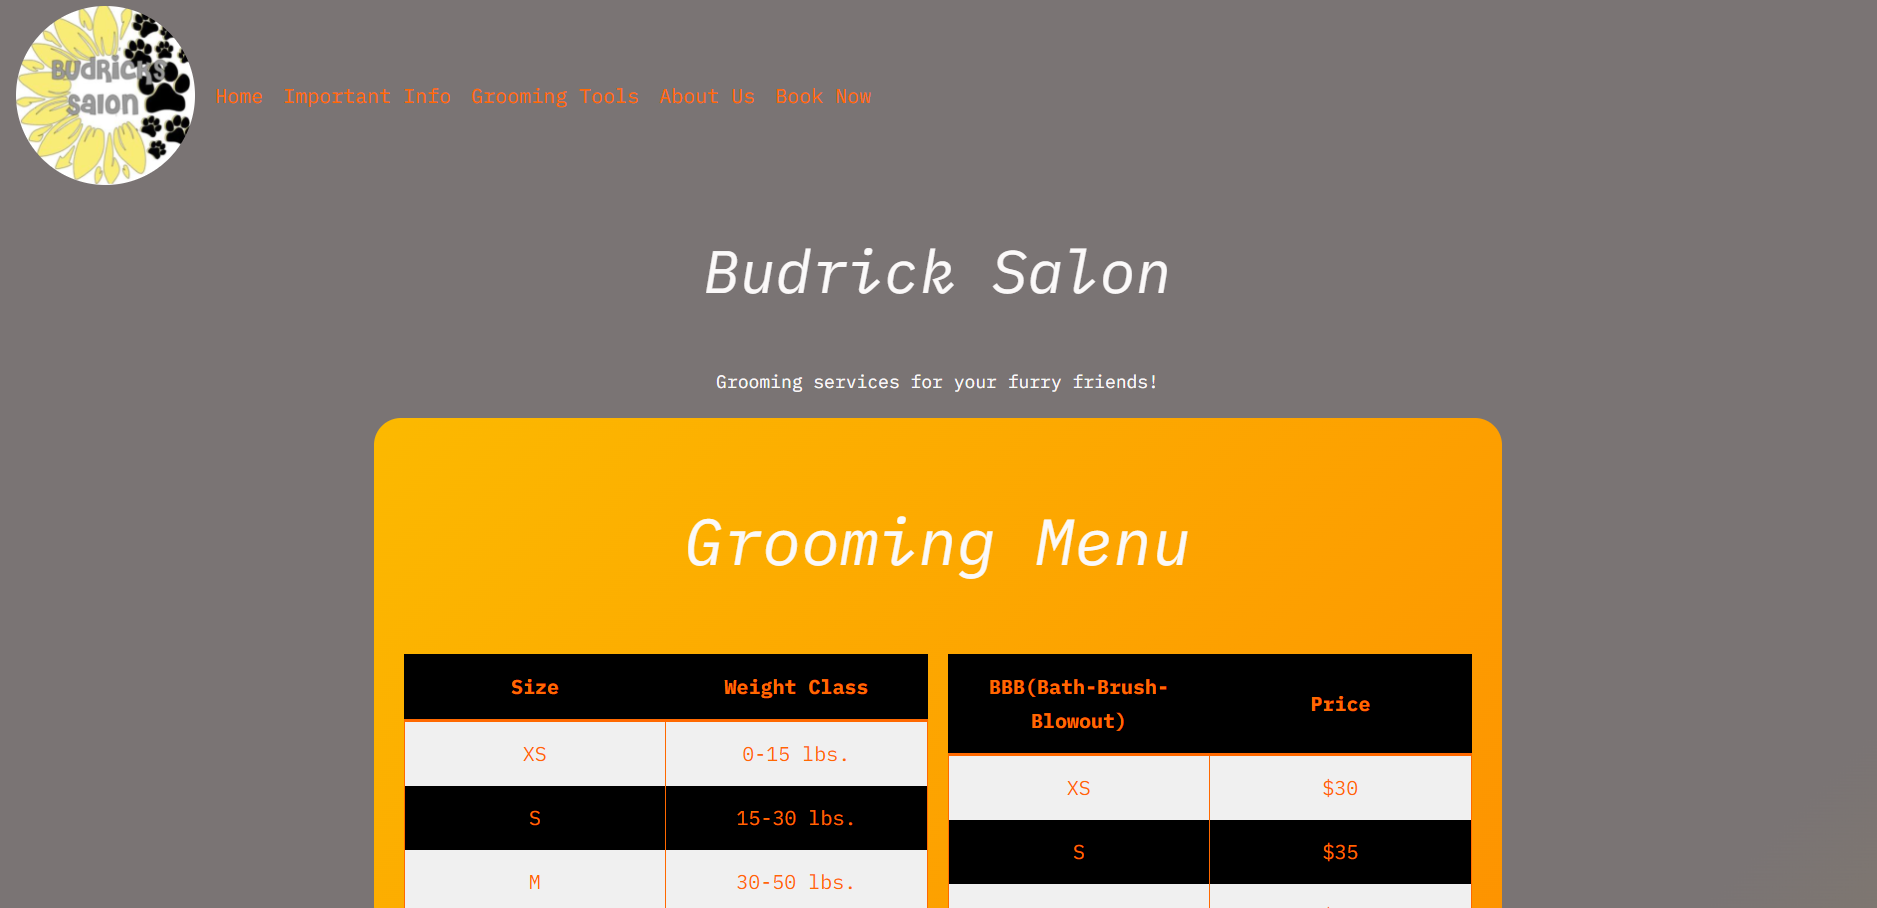 BUdRICKS
Salon
Home Important Info Grooming Tools About Us Book Now
Budrick Salon
Grooming services for your furry friends!
Grooming Menu
Size Weight Class
XS 0-15 lbs.
S 15-30 lbs.
M 30-50 lbs.
BBB(Bath-Brush-
Blowout) Price
XS $30
S $35